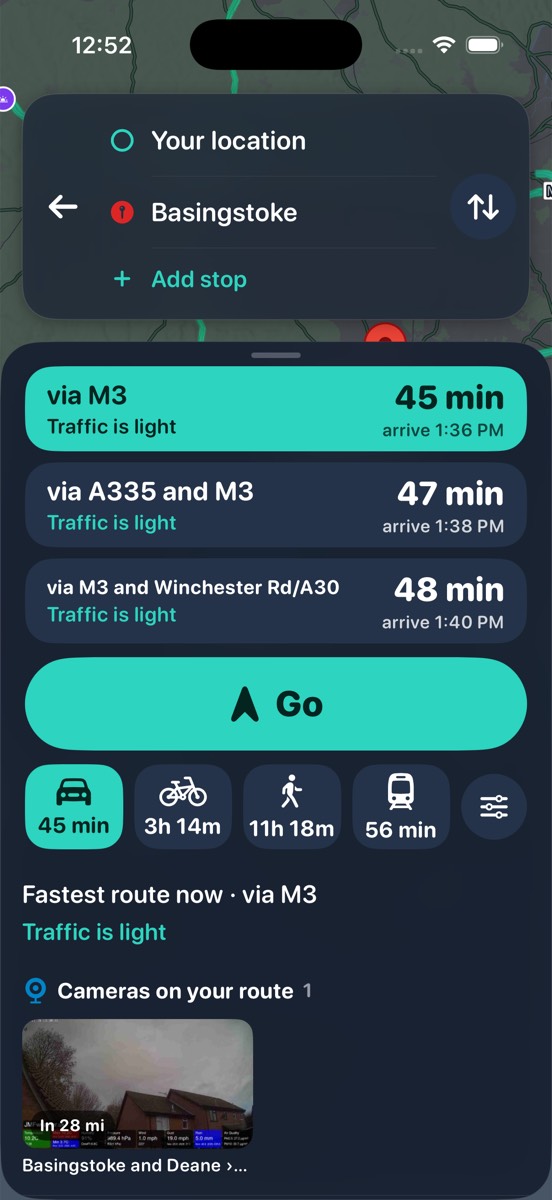 12:52
Your location
Basingstoke
+ Add stop
via M3
45 min
Traffic is light
arrive 1:36 PM
via A335 and M3
47 min
Traffic is light
arrive 1:38 PM
via M3 and Winchester Rd/A30
48 min
Traffic is light
arrive 1:40 PM
Go
45 min
3h 14m
11h 18m
56 min
Fastest route now · via M3
Traffic is light
Cameras on your route 1
In 28 mi
Basingstoke and Deane ›...